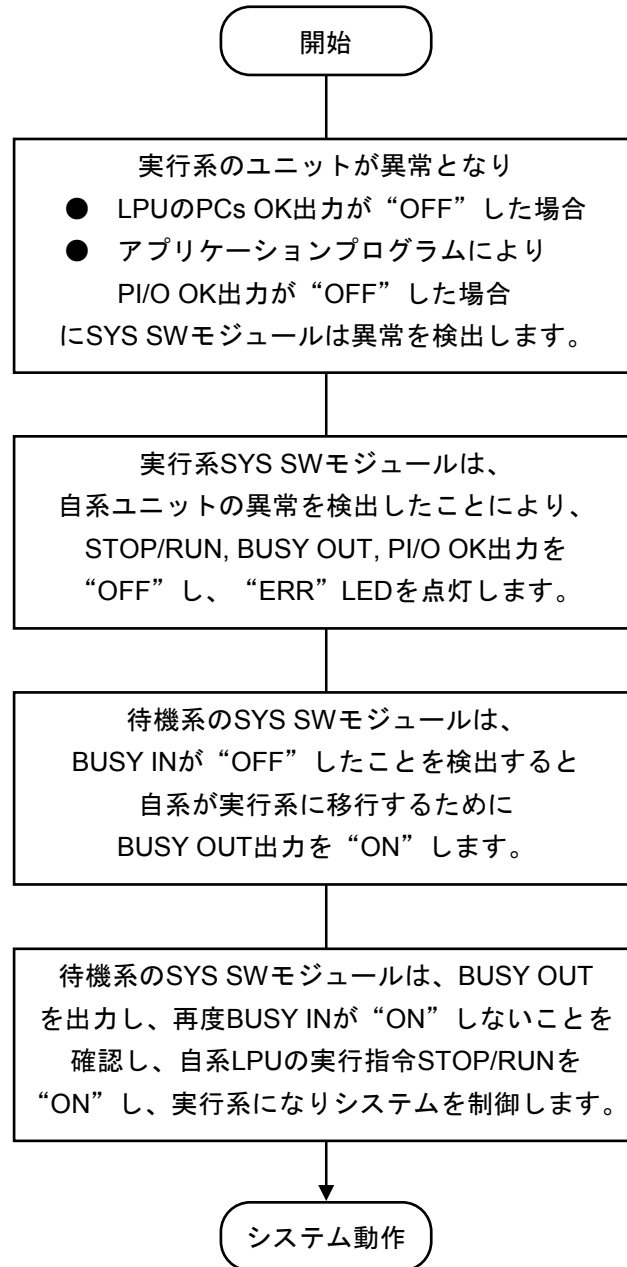 開始
実行系のユニットが異常となり
● LPUのPCs OK出力が“OFF”した場合
● アプリケーションプログラムにより
PI/O OK出力が“OFF”した場合
にSYS SWモジュールは異常を検出します。
実行系SYS SWモジュールは、
自系ユニットの異常を検出したことにより、
STOP/RUN, BUSY OUT, PI/O OK出力を
“OFF”し、“ERR”LEDを点灯します。
待機系のSYS SWモジュールは、
BUSY INが“OFF”したことを検出すると
自系が実行系に移行するために
BUSY OUT出力を“ON”します。
待機系のSYS SWモジュールは、BUSY OUT
を出力し、再度BUSY INが“ON”しないことを
確認し、自系LPUの実行指令STOP/RUNを
“ON”し、実行系になりシステムを制御します。
システム動作